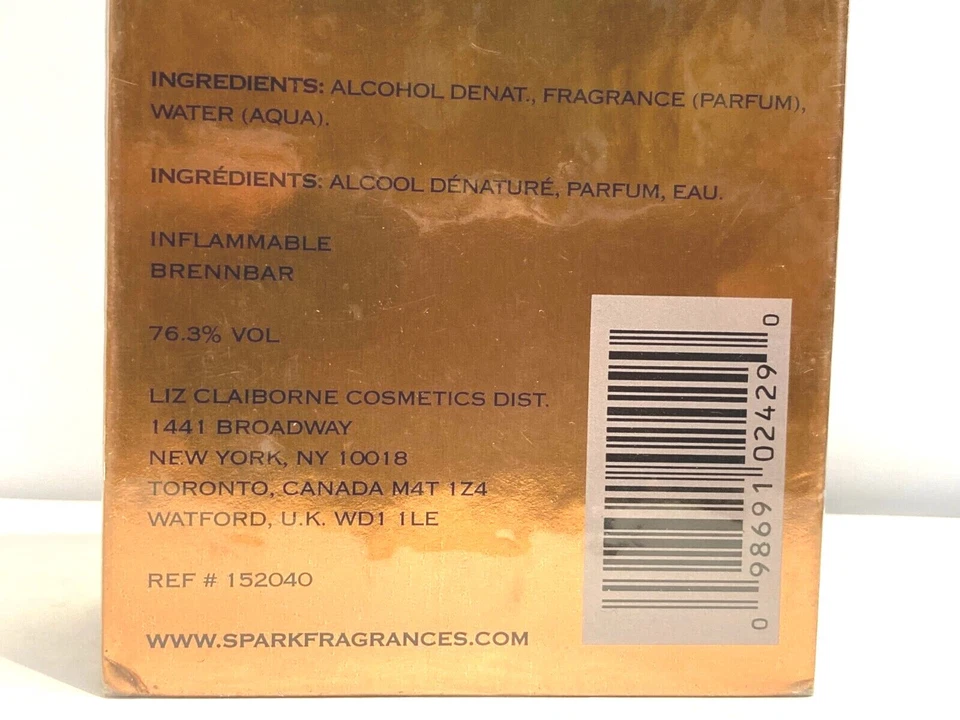 INGREDIENTS: ALCOHOL DENAT., FRAGRANCE (PARFUM),
WATER (AQUA).
INGRÉDIENTS: ALCOOL DÉNATURÉ, PARFUM, EAU.
INFLAMMABLE
BRENNBAR
76.3% VOL
LIZ CLAIBORNE COSMETICS DIST.
1441 BROADWAY
NEW YORK, NY 10018
TORONTO, CANADA M4T 1Z4
WATFORD, U.K. WD1 1LE
REF # 152040
WWW.SPARKFRAGRANCES.COM
0 98691 02429 0